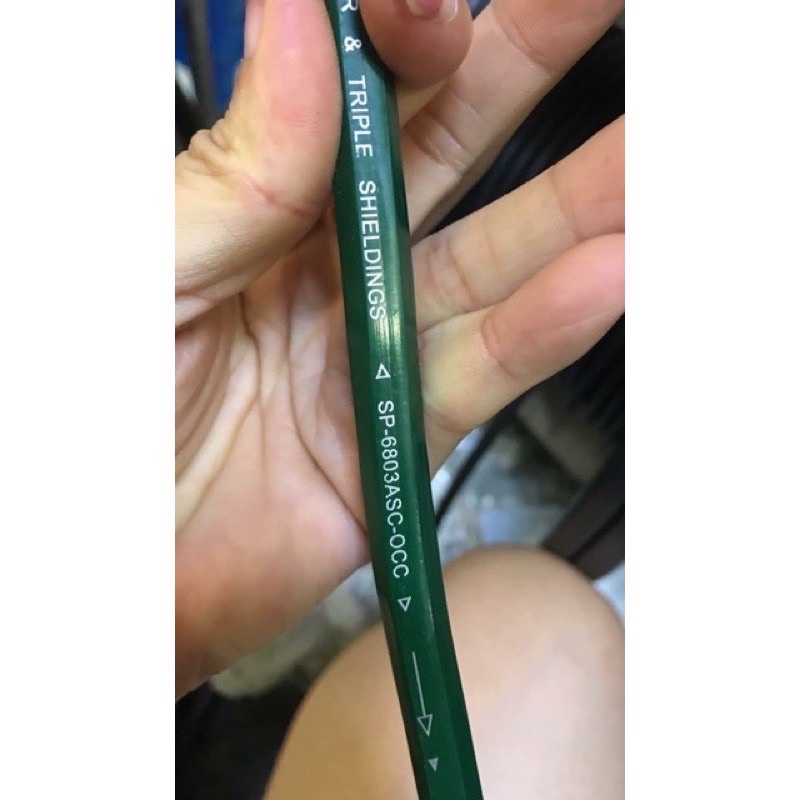 R & TRIPLE SHIELDINGS △ SP-6803ASC-OCC ▽